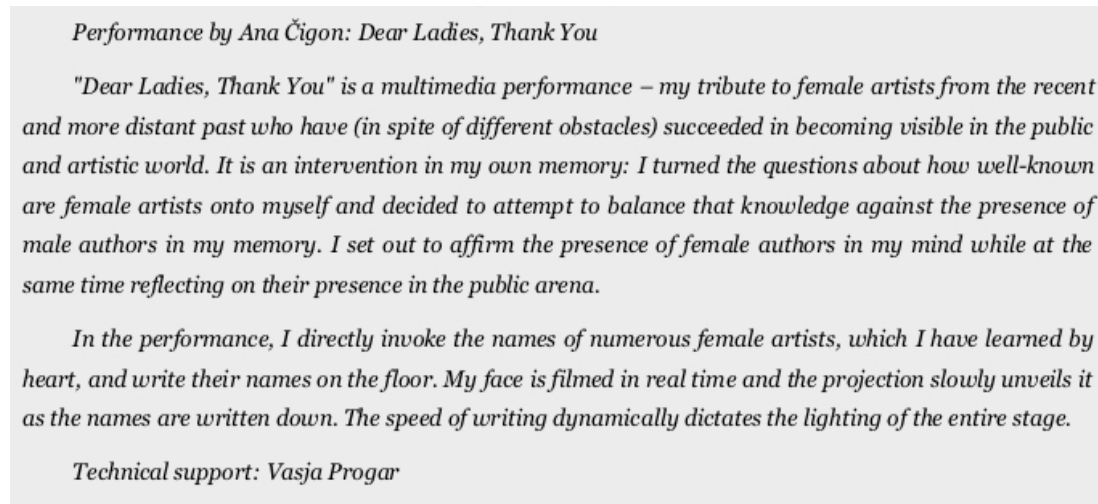 Performance by Ana Čigon: Dear Ladies, Thank You
"Dear Ladies, Thank You" is a multimedia performance – my tribute to female artists from the recent
and more distant past who have (in spite of different obstacles) succeeded in becoming visible in the public
and artistic world. It is an intervention in my own memory: I turned the questions about how well-known
are female artists onto myself and decided to attempt to balance that knowledge against the presence of
male authors in my memory. I set out to affirm the presence of female authors in my mind while at the
same time reflecting on their presence in the public arena.
In the performance, I directly invoke the names of numerous female artists, which I have learned by
heart, and write their names on the floor. My face is filmed in real time and the projection slowly unveils it
as the names are written down. The speed of writing dynamically dictates the lighting of the entire stage.
Technical support: Vasja Progar